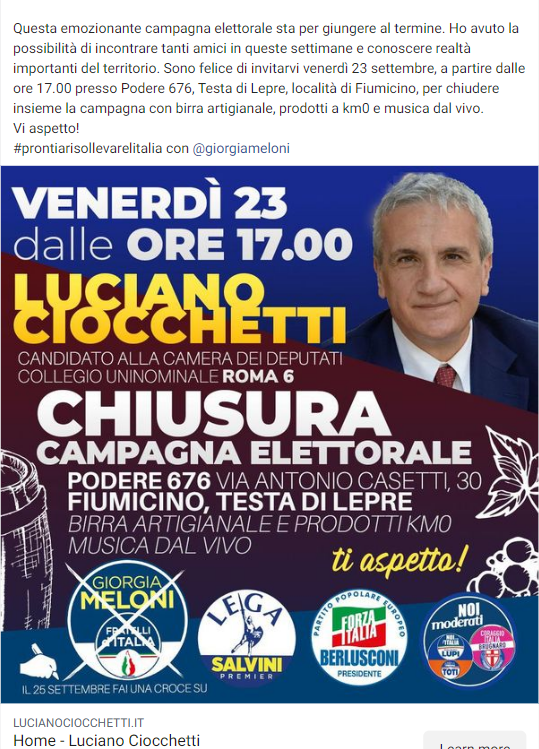 Questa emozionante campagna elettorale sta per giungere al termine. Ho avuto la
possibilità di incontrare tanti amici in queste settimane e conoscere realtà
importanti del territorio. Sono felice di invitarvi venerdì 23 settembre, a partire dalle
ore 17.00 presso Podere 676, Testa di Lepre, località di Fiumicino, per chiudere
insieme la campagna con birra artigianale, prodotti a km0 e musica dal vivo.
Vi aspetto!
#prontiarisollevarelitalia con @giorgiameloni
VENERDÌ 23
dalle ORE 17.00
LUCIANO
CIOCCHETTI
CANDIDATO ALLA CAMERA DEI DEPUTATI
COLLEGIO UNINOMINALE ROMA 6
CHIUSURA
CAMPAGNA ELETTORALE
PODERE 676 VIA ANTONIO CASETTI, 30
FIUMICINO, TESTA DI LEPRE
BIRRA ARTIGIANALE E PRODOTTI KM0
MUSICA DAL VIVO
ti aspetto!
GIORGIA
MELONI
FRATELLI
d'ITALIA
IL 25 SETTEMBRE FAI UNA CROCE SU
LEGA
SALVINI
PREMIER
PARTITO POPOLARE EUROPEO
FORZA
ITALIA
BERLUSCONI
PRESIDENTE
NOI
moderati
NOI CON
L'ITALIA
LUPI
TOTI
CORAGGIO
ITALIA
BRUGNARO
LUCIANOCIOCCHETTI.IT
Home - Luciano Ciocchetti
Learn more